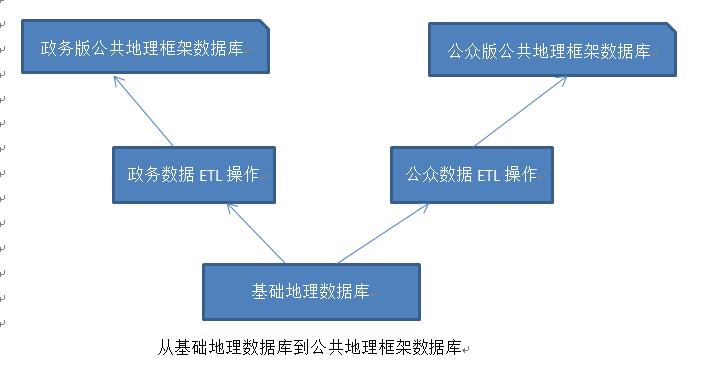 政务版公共地理框架数据库
公众版公共地理框架数据库
政务数据 ETL 操作
公众数据 ETL 操作
基础地理数据库
从基础地理数据库到公共地理框架数据库